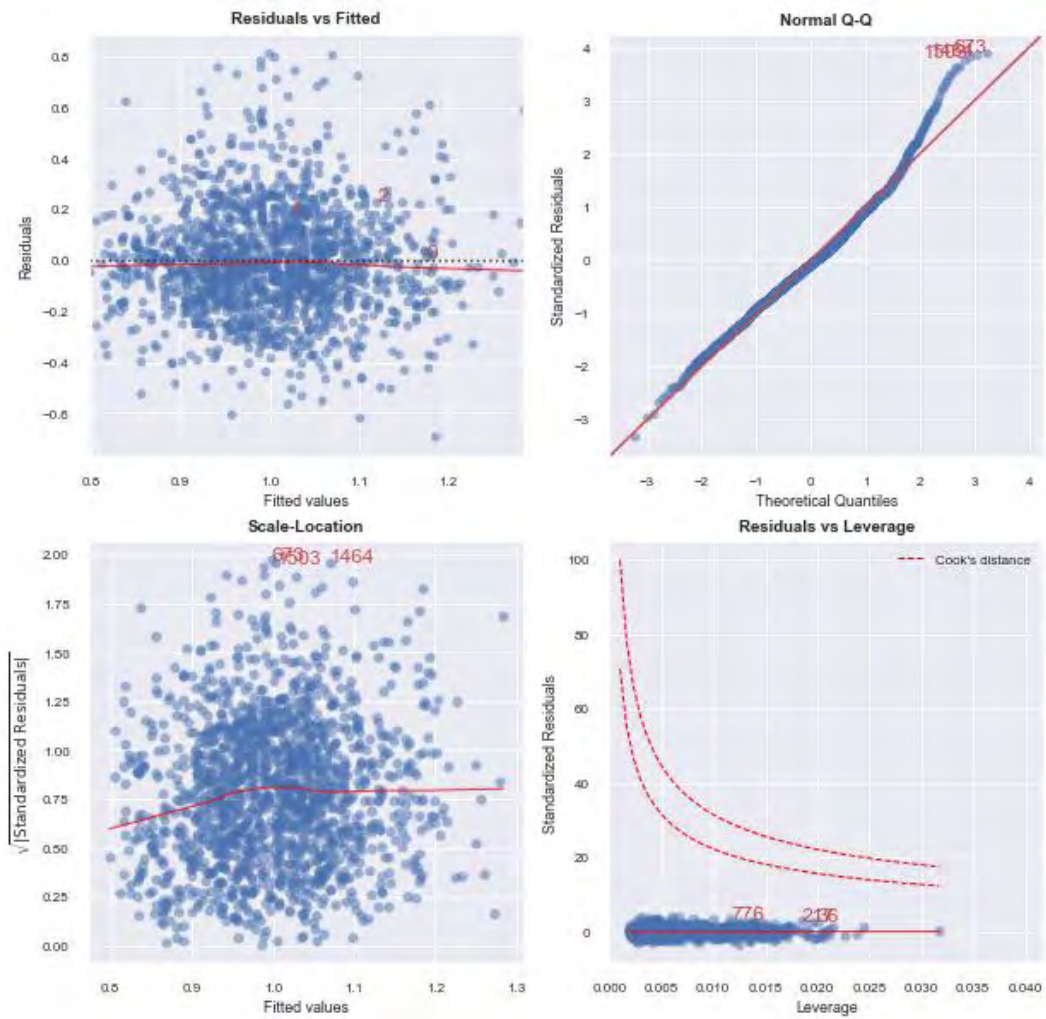 Residuals vs Fitted
0.8
0.6
0.4
0.2
0.0
−0.2
−0.4
−0.6
2
Residuals
0.8 0.9 1.0 1.1 1.2
Fitted values
Normal Q-Q
4
3
2
1
0
−1
−2
−3
Standardized Residuals
−3 −2 −1 0 1 2 3 4
Theoretical Quantiles
Scale-Location
1503 1464
2.00
1.75
1.50
1.25
1.00
0.75
0.50
0.25
0.00
√|Standardized Residuals|
0.8 0.9 1.0 1.1 1.2 1.3
Fitted values
Residuals vs Leverage
Cook's distance
100
80
60
40
20
0
776
Standardized Residuals
0.000 0.005 0.010 0.015 0.020 0.025 0.030 0.035 0.040
Leverage